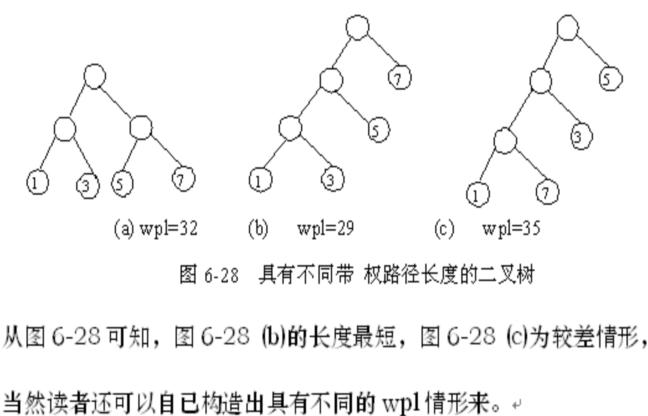 7
5
5
3
1
3
5
7
1
3
1
7
(a) wpl=32
(b) wpl=29
(c) wpl=35
图 6-28 具有不同带 权路径长度的二叉树
从图 6-28 可知，图 6-28 (b)的长度最短，图 6-28 (c)为较差情形，
当然读者还可以自已构造出具有不同的 wpl 情形来。